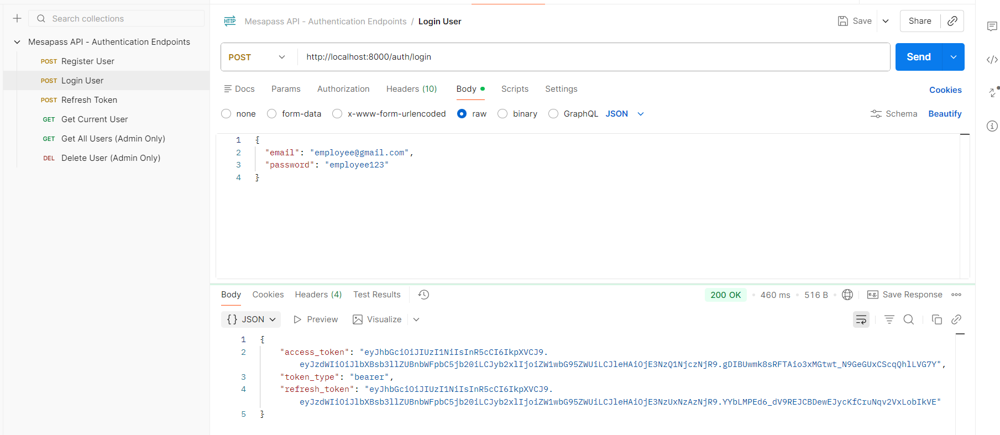 Search collections
Mesapass API - Authentication Endpoints
POST Register User
POST Login User
POST Refresh Token
GET Get Current User
GET Get All Users (Admin Only)
DEL Delete User (Admin Only)
HTTP Mesapass API - Authentication Endpoints / Login User
Save
Share
POST http://localhost:8000/auth/login
Send
Docs Params Authorization Headers (10) Body Scripts Settings
Cookies
none form-data x-www-form-urlencoded raw binary GraphQL JSON
Schema Beautify
1 {
2 "email": "employee@gmail.com",
3 "password": "employee123"
4 }
Body Cookies Headers (4) Test Results
200 OK • 460 ms • 516 B • e.g. Save Response
{} JSON Preview Visualize
1 {
2 "access_token": "eyJhbGciOiJIUzI1NiIsInR5cCI6IkpXVCJ9.
eyJzdWIiOiJlbXBsb3llZUBnbWFpbC5jb20iLCJyb2xlIjoiZW1wbG95ZWUiLCJleHAiOjE3NzQ1NjczNjR9.gDIBUwmk8sRFTAio3xMGtwt_N9GeGUxCScqQhlLVG7Y",
3 "token_type": "bearer",
4 "refresh_token": "eyJhbGciOiJIUzI1NiIsInR5cCI6IkpXVCJ9.
eyJzdWIiOiJlbXBsb3llZUBnbWFpbC5jb20iLCJyb2xlIjoiZW1wbG95ZWUiLCJleHAiOjE3NzUxNzAzNjR9.YYbLMPEd6_dV9REJCBDewEJycKfCruNqv2VxLobIkVE"
5 }